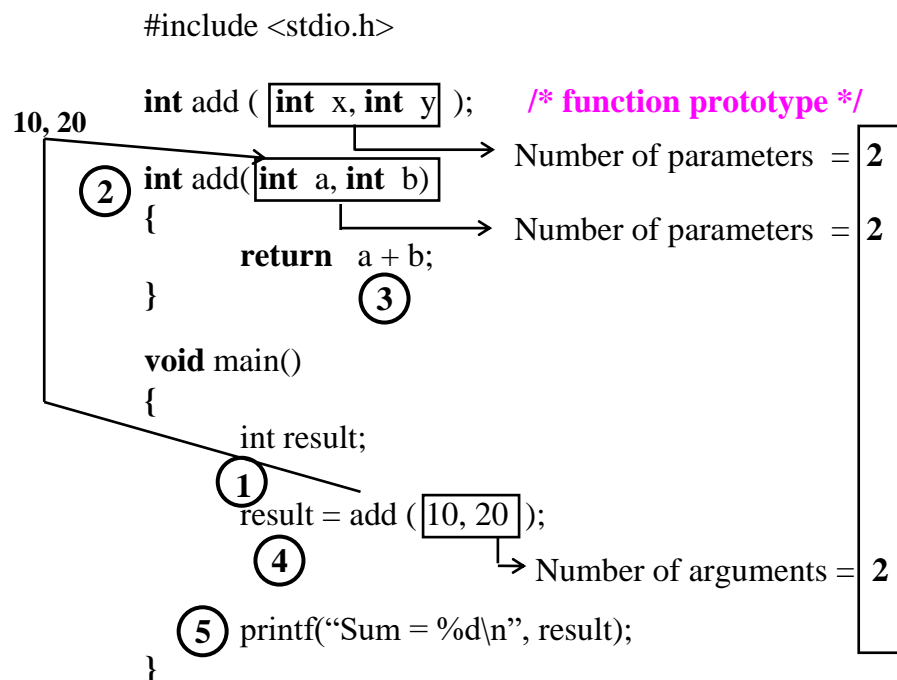 #include <stdio.h>
int add ( int x, int y ); /* function prototype */
10, 20
Number of parameters = 2
2 int add( int a, int b)
{
Number of parameters = 2
return a + b;
} 3
void main()
{
int result;
1
result = add ( 10, 20 );
4
Number of arguments = 2
5 printf(“Sum = %d\n”, result);
}